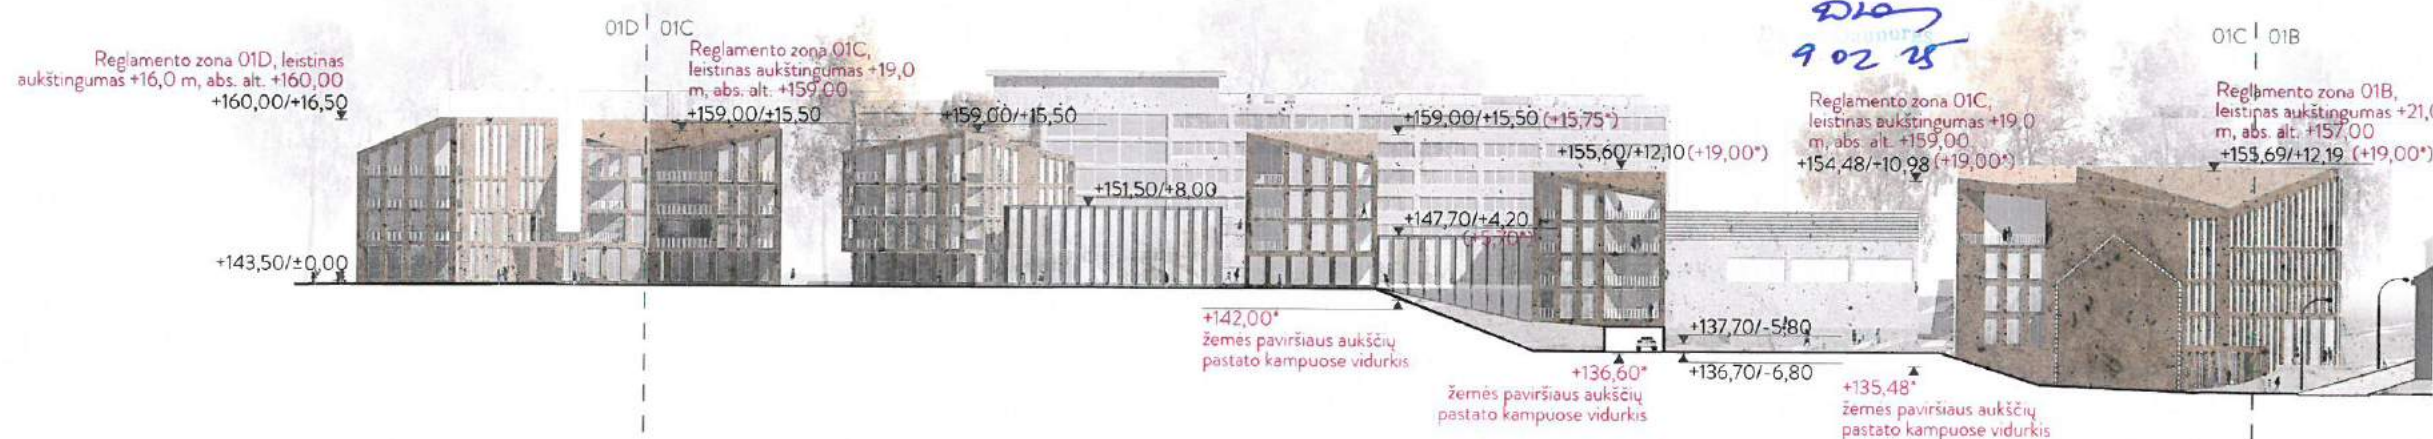 01D | 01C
Reglamento zona 01D, leistinas
aukštingumas +16,0 m, abs. alt. +160,00
+160,00/+16,50
+143,50/±0,00
Reglamento zona 01C,
leistinas aukštingumas +19,0
m, abs. alt. +159,00
+159,00/+15,50
+159,00/+15,50
+151,50/+8,00
+159,00/+15,50 (+15,75*)
+155,60/+12,10 (+19,00*)
+147,70/+4,20
+142,00*
žemės paviršiaus aukščių
pastato kampuose vidurkis
+136,60*
žemės paviršiaus aukščių
pastato kampuose vidurkis
+137,70/-5,80
+136,70/-6,80
+135,48*
žemės paviršiaus aukščių
pastato kampuose vidurkis
9 02 25
Reglamento zona 01C,
leistinas aukštingumas +19,0
m, abs. alt. +159,00
+154,48/+10,98 (+19,00*)
01C | 01B
Reglamento zona 01B,
leistinas aukštingumas +21,
m, abs. alt. +157,00
+155,69/+12,19 (+19,00*)